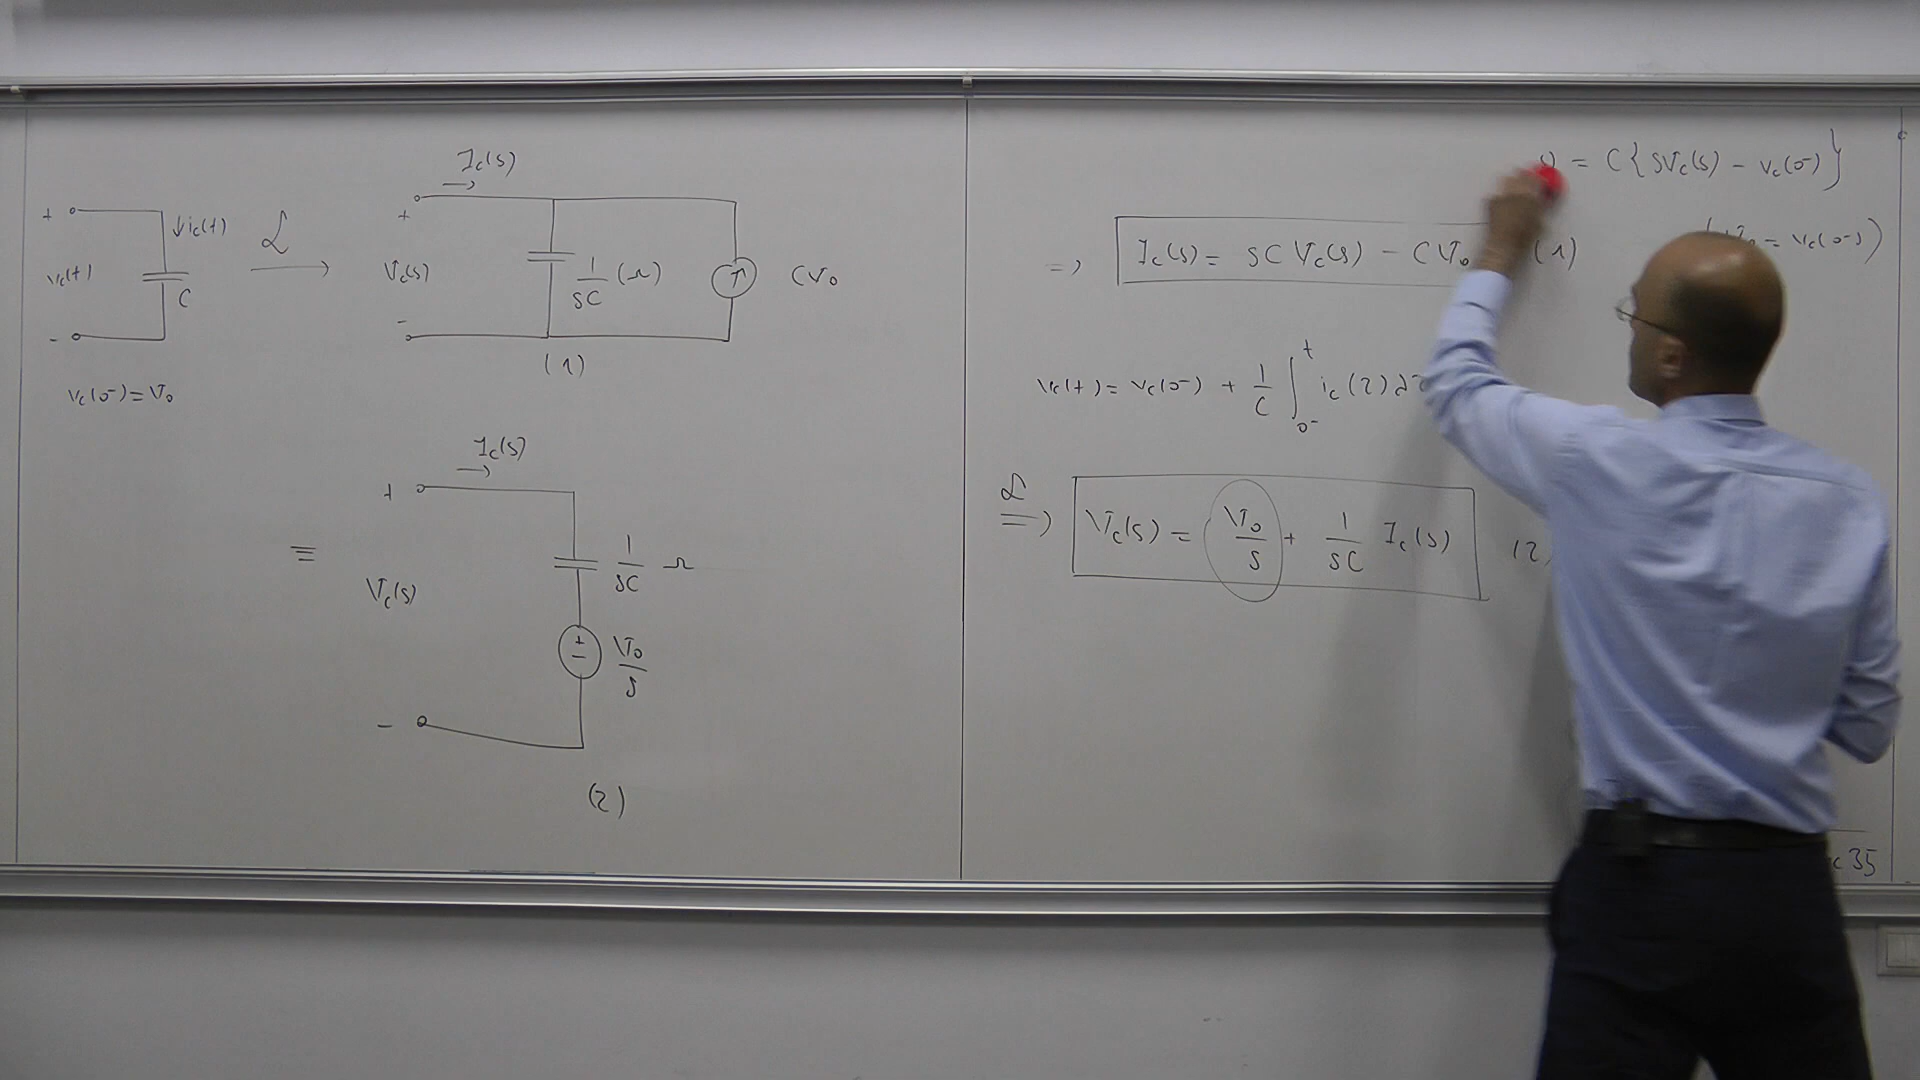 +
vc(t)
-
↓ic(t)
C
vc(0-)=V0
ℒ
Ic(s)
+
Vc(s)
-
1/sC (Ω)
↑
CV0
(1)
≡
Ic(s)
+
Vc(s)
-
1/sC Ω
+
-
V0/s
(2)
= C{sVc(s) - vc(0-)}
=> Ic(s) = sCVc(s) - CV0 (1)
= vc(0-))
vc(t) = vc(0-) + 1/C ∫0-^t ic(τ)dτ
ℒ => Vc(s) = V0/s + 1/sC Ic(s) (2)
35